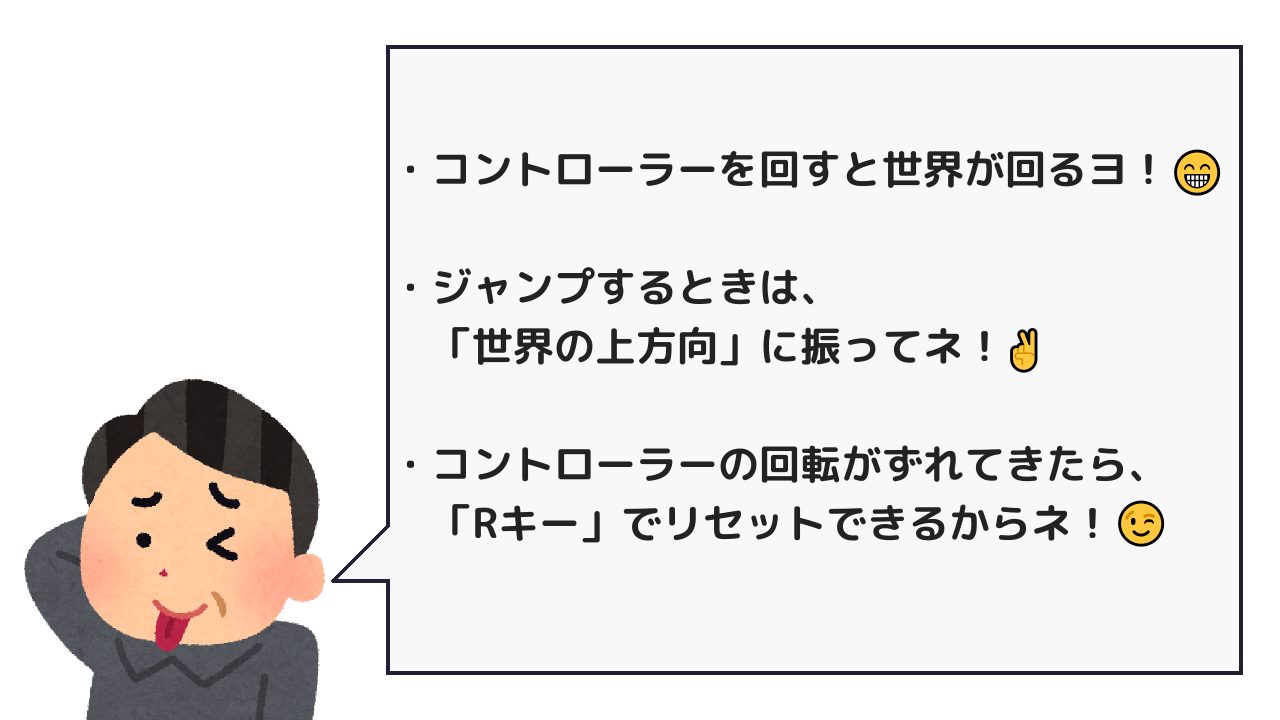 ・コントローラーを回すと世界が回るヨ！😁
・ジャンプするときは、
「世界の上方向」に振ってネ！✌
・コントローラーの回転がずれてきたら、
「Rキー」でリセットできるからネ！😉